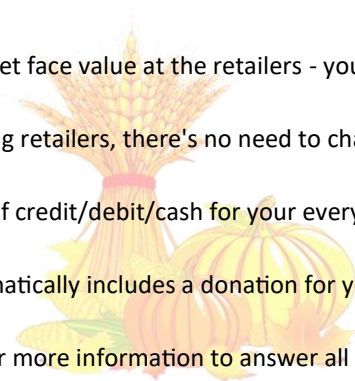 et face value at the retailers - you
g retailers, there's no need to cha
f credit/debit/cash for your every
natically includes a donation for y
r more information to answer all